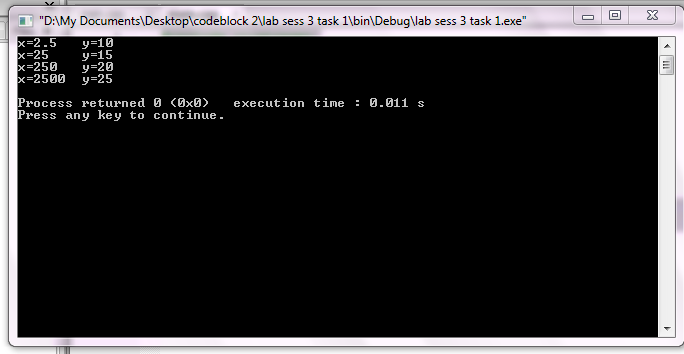 "D:\My Documents\Desktop\codeblock 2\lab sess 3 task 1\bin\Debug\lab sess 3 task 1.exe"
x=2.5   y=10
x=25    y=15
x=250   y=20
x=2500  y=25
Process returned 0 (0x0)   execution time : 0.011 s
Press any key to continue.